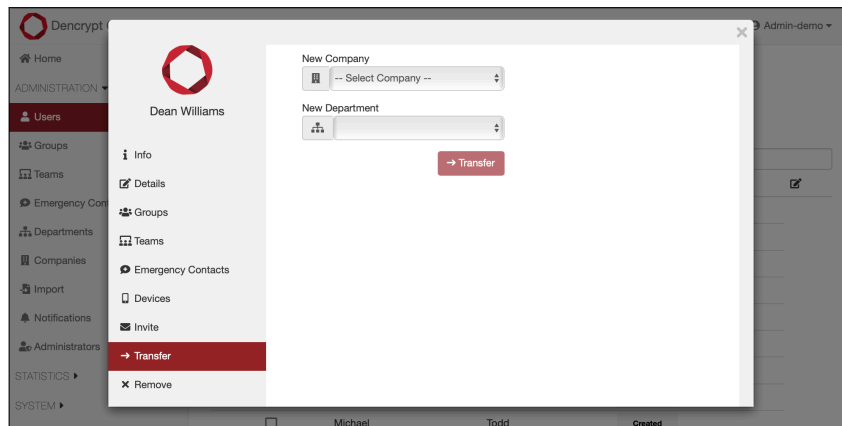 Dencrypt
Admin-demo
Home
ADMINISTRATION
Users
Groups
Teams
Emergency Cont
Departments
Companies
Import
Notifications
Administrators
STATISTICS
SYSTEM
Dean Williams
Info
Details
Groups
Teams
Emergency Contacts
Devices
Invite
Transfer
Remove
New Company
-- Select Company --
New Department
Transfer
Michael Todd Created